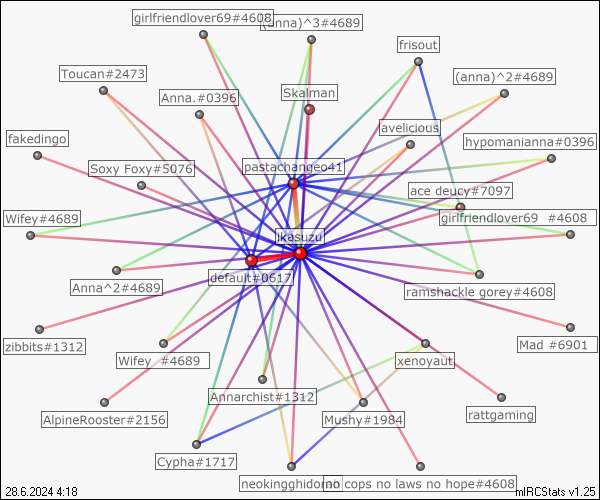 girlfriendlover69#4608
(anna)^3#4689
frisout
Toucan#2473
(anna)^2#4689
Skalman
Anna.#0396
avelicious
fakedingo
hypomanianna#0396
Soxy Foxy#5076
pastachangeo41
ace deucy#7097
Wifey#4689
girlfriendlover69 #4608
jkasuzu
default#0617
Anna^2#4689
ramshackle gorey#4608
zibbits#1312
Wifey #4689
xenoyaut
Mad #6901
Annarchist#1312
AlpineRooster#2156
Mushy#1984
rattgaming
Cypha#1717
neokingghidorno
cops no laws no hope#4608
28.6.2024 4:18
mIRCStats v1.25